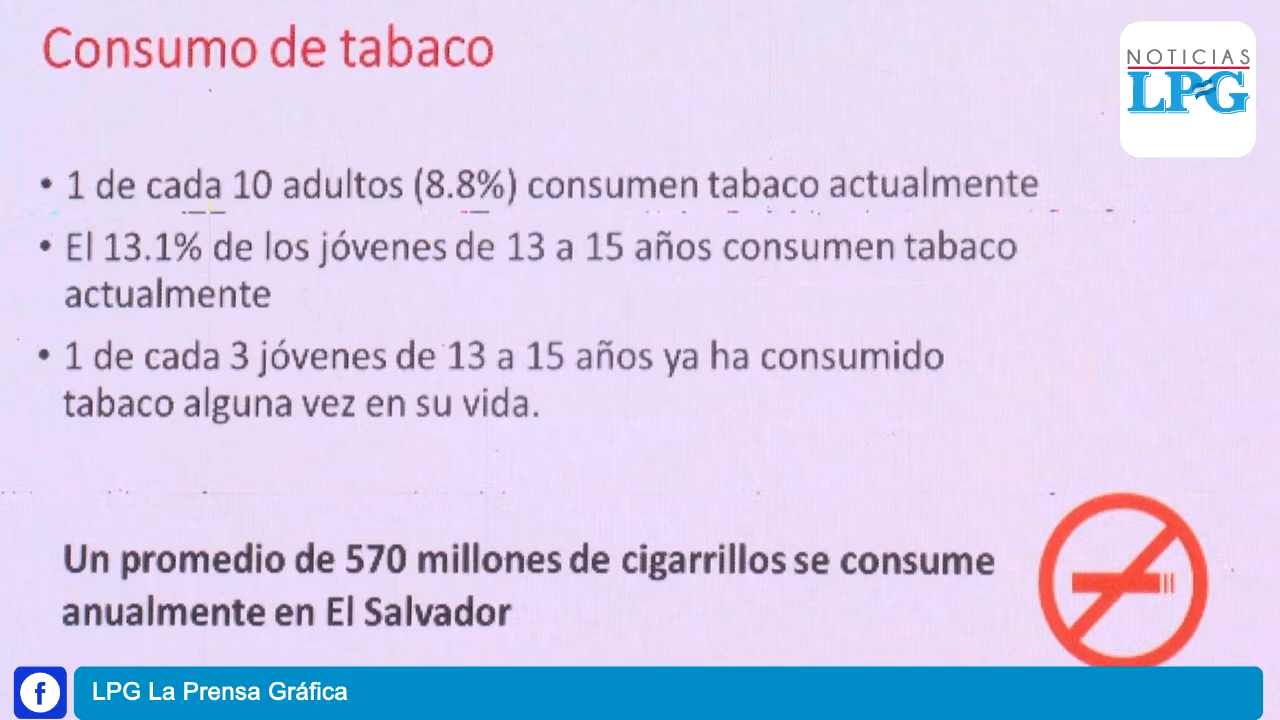 Consumo de tabaco
NOTICIAS
LPG
• 1 de cada 10 adultos (8.8%) consumen tabaco actualmente
• El 13.1% de los jóvenes de 13 a 15 años consumen tabaco
actualmente
• 1 de cada 3 jóvenes de 13 a 15 años ya ha consumido
tabaco alguna vez en su vida.
Un promedio de 570 millones de cigarrillos se consume
anualmente en El Salvador
f LPG La Prensa Gráfica